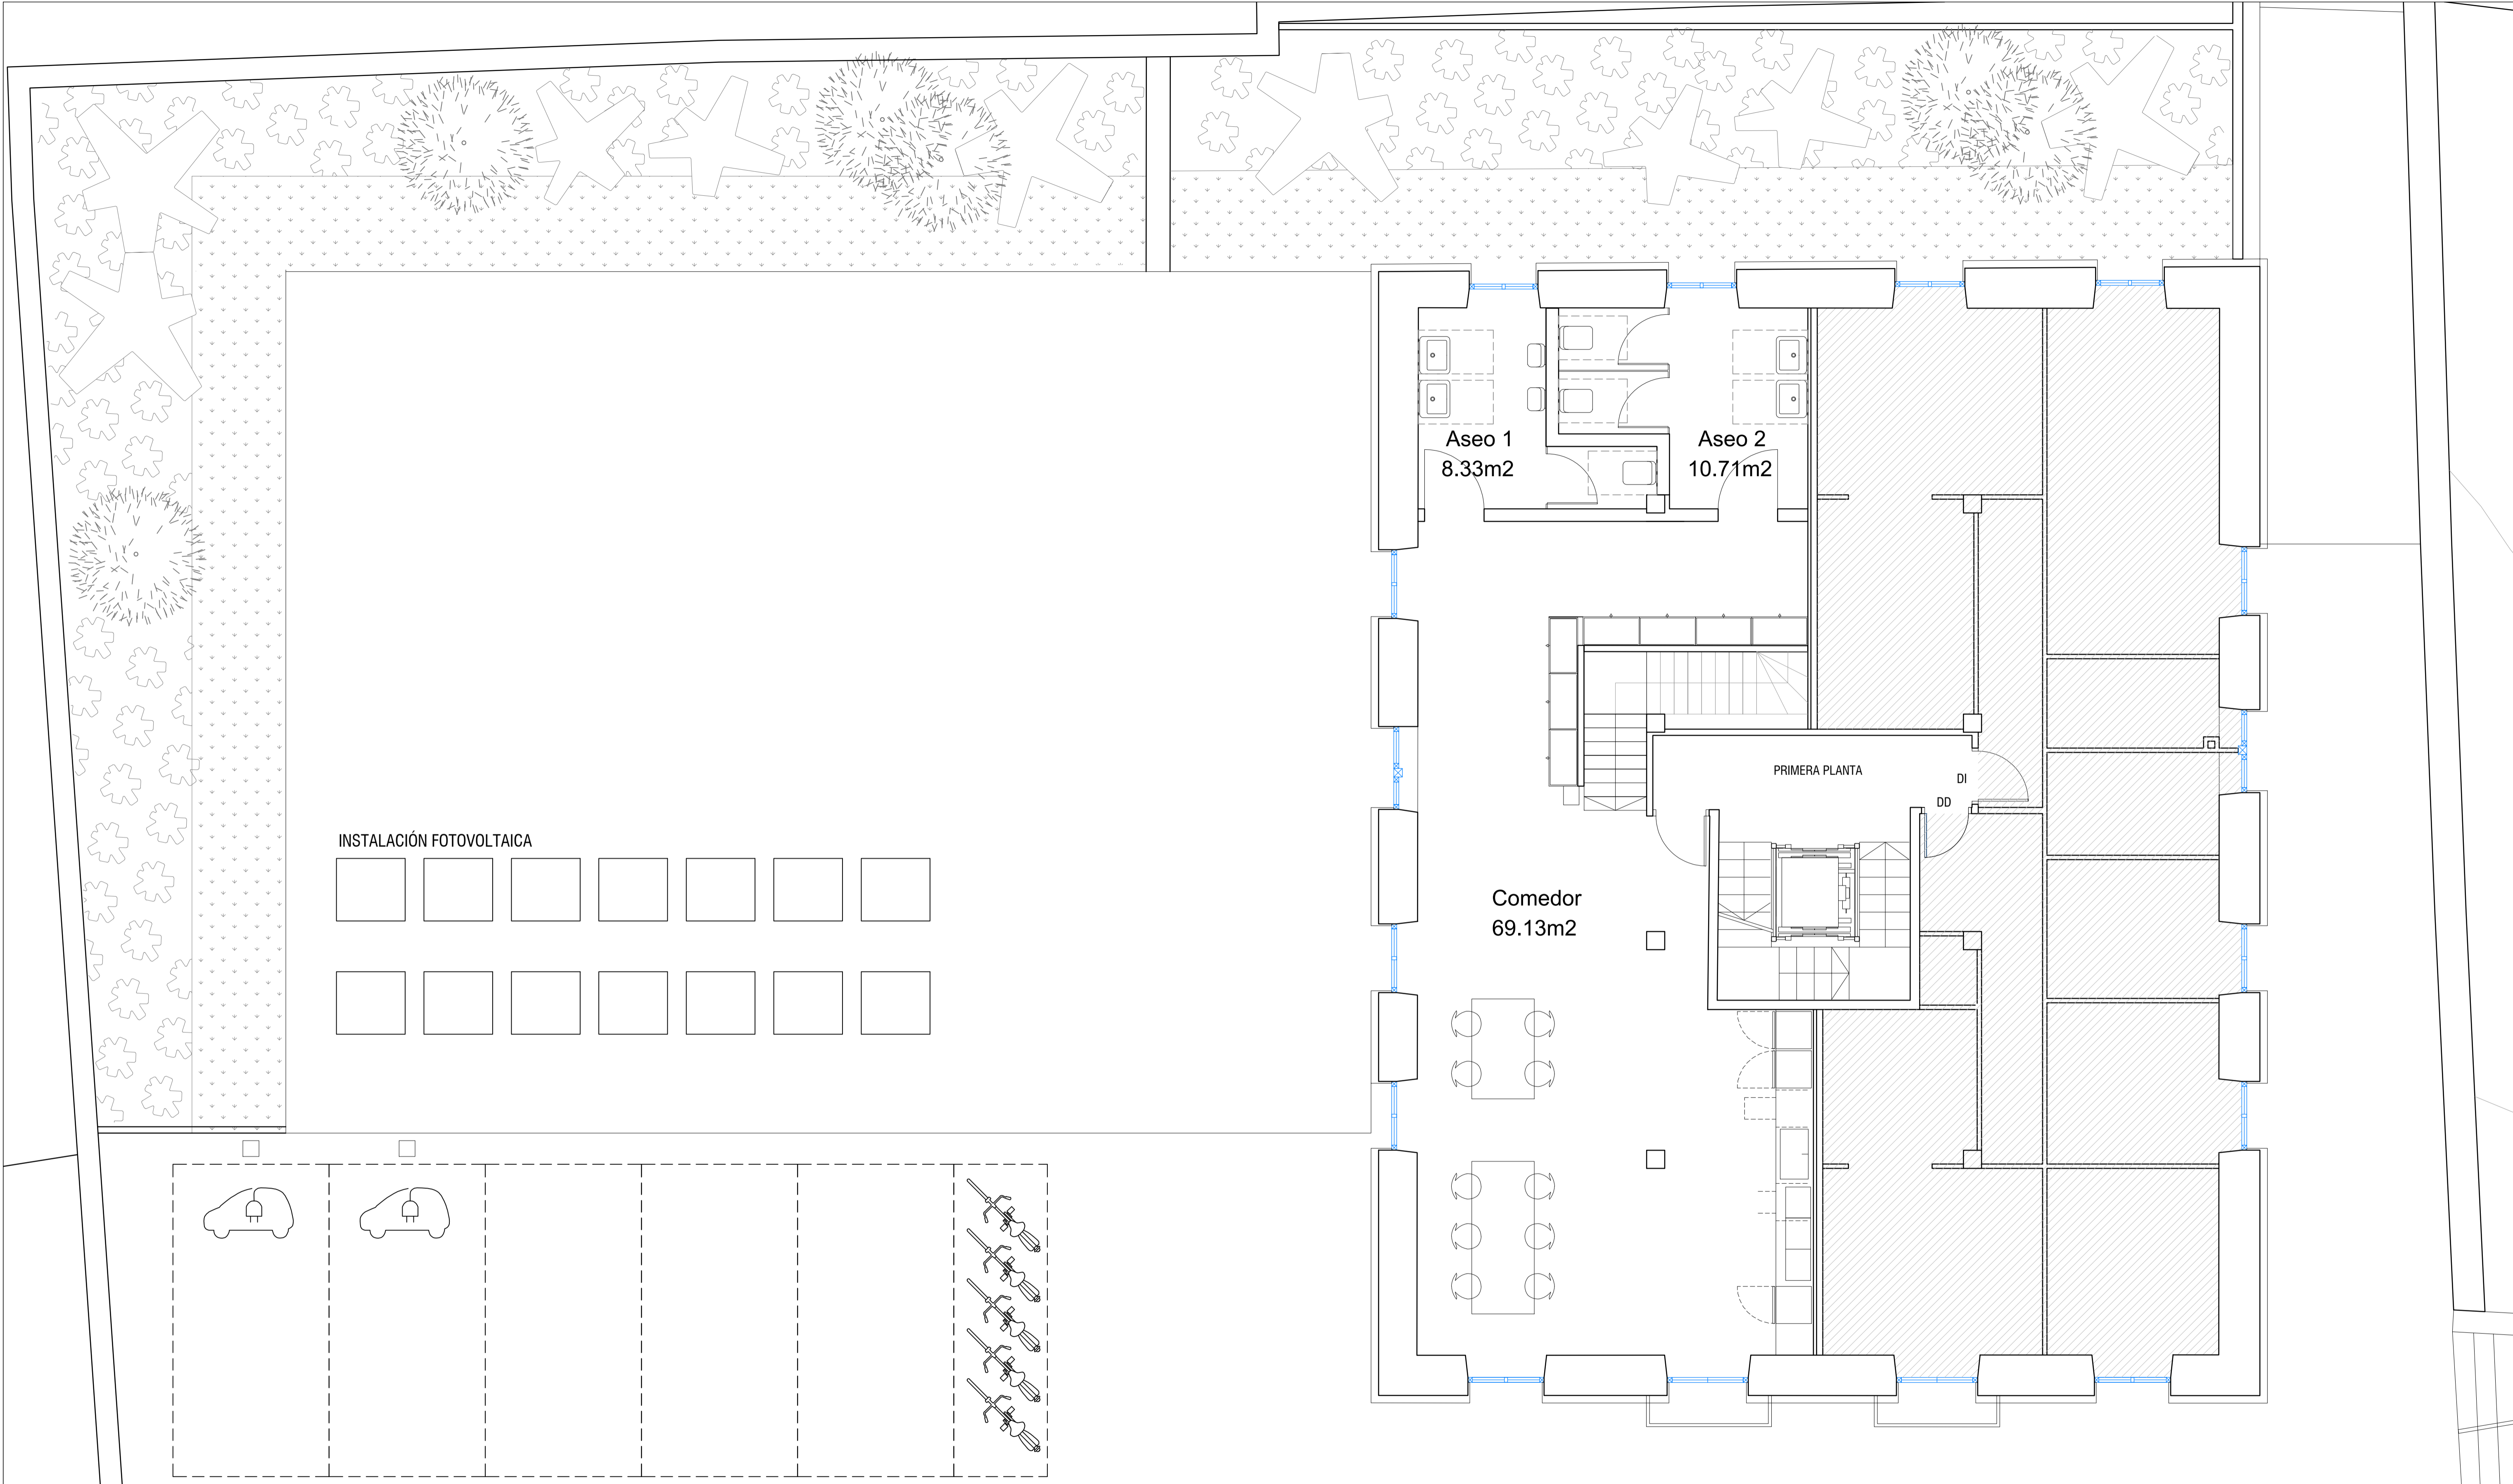 Aseo 1
8.33m2
Aseo 2
10.71m2
PRIMERA PLANTA
DI
DD
INSTALACIÓN FOTOVOLTAICA
Comedor
69.13m2